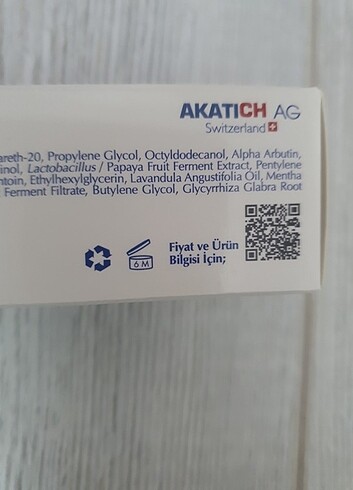 AKATICH AG
Switzerland
areth-20, Propylene Glycol, Octyldodecanol, Alpha Arbutin,
inol, Lactobacillus / Papaya Fruit Ferment Extract, Pentylene
ntoin, Ethylhexylglycerin, Lavandula Angustifolia Oil, Mentha
Ferment Filtrate, Butylene Glycol, Glycyrrhiza Glabra Root
6 M
Fiyat ve Ürün
Bilgisi İçin;